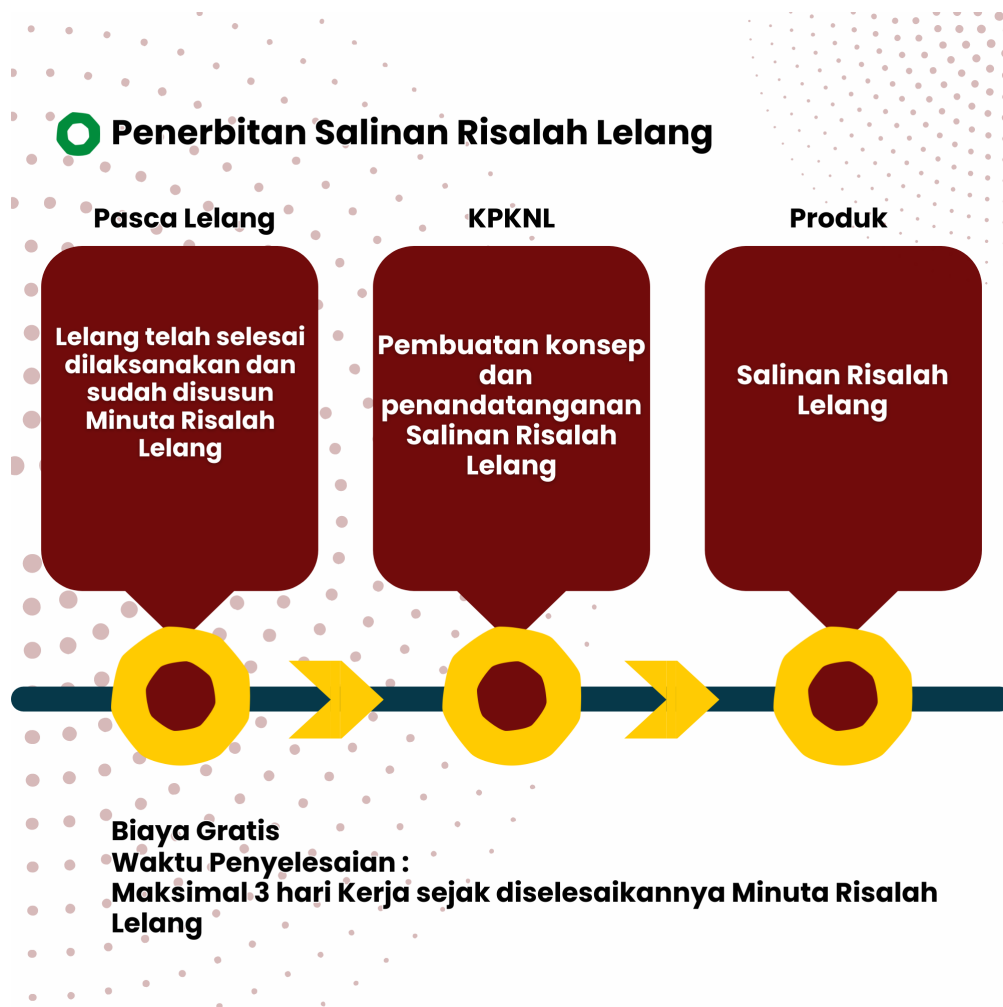 Penerbitan Salinan Risalah Lelang
Pasca Lelang
Lelang telah selesai
dilaksanakan dan
sudah disusun
Minuta Risalah
Lelang
KPKNL
Pembuatan konsep
dan
penandatanganan
Salinan Risalah
Lelang
Produk
Salinan Risalah
Lelang
Biaya Gratis
Waktu Penyelesaian :
Maksimal 3 hari Kerja sejak diselesaikannya Minuta Risalah
Lelang